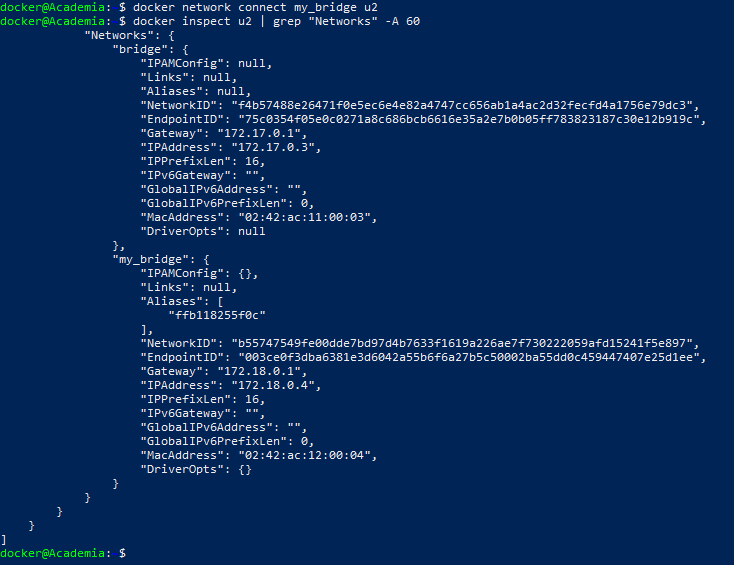 docker@Academia: $ docker network connect my_bridge u2
docker@Academia: $ docker inspect u2 | grep "Networks" -A 60
            "Networks": {
                "bridge": {
                    "IPAMConfig": null,
                    "Links": null,
                    "Aliases": null,
                    "NetworkID": "f4b57488e26471f0e5ec6e4e82a4747cc656ab1a4ac2d32fecfd4a1756e79dc3",
                    "EndpointID": "75c0354f05e0c0271a8c686bcb6616e35a2e7b0b05ff783823187c30e12b919c",
                    "Gateway": "172.17.0.1",
                    "IPAddress": "172.17.0.3",
                    "IPPrefixLen": 16,
                    "IPv6Gateway": "",
                    "GlobalIPv6Address": "",
                    "GlobalIPv6PrefixLen": 0,
                    "MacAddress": "02:42:ac:11:00:03",
                    "DriverOpts": null
                },
                "my_bridge": {
                    "IPAMConfig": {},
                    "Links": null,
                    "Aliases": [
                        "ffb118255f0c"
                    ],
                    "NetworkID": "b55747549fe00dde7bd97d4b7633f1619a226ae7f730222059afd15241f5e897",
                    "EndpointID": "003ce0f3dba6381e3d6042a55b6f6a27b5c50002ba55dd0c459447407e25d1ee",
                    "Gateway": "172.18.0.1",
                    "IPAddress": "172.18.0.4",
                    "IPPrefixLen": 16,
                    "IPv6Gateway": "",
                    "GlobalIPv6Address": "",
                    "GlobalIPv6PrefixLen": 0,
                    "MacAddress": "02:42:ac:12:00:04",
                    "DriverOpts": {}
                }
            }
        }
    }
]
docker@Academia: $